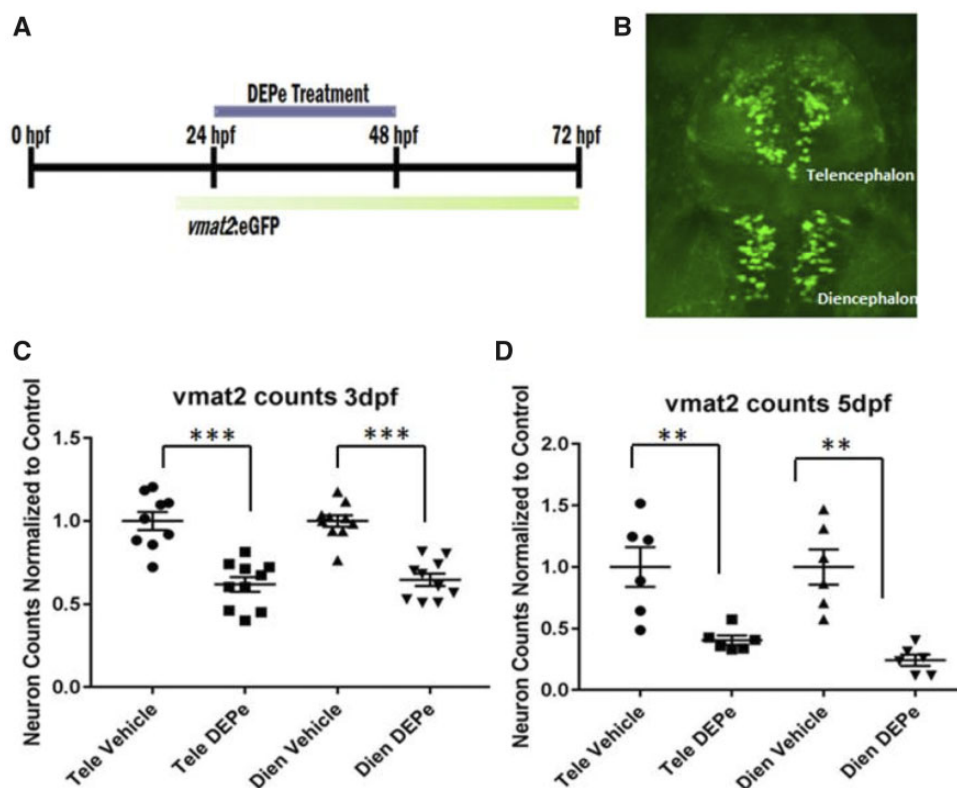 A
DEPe Treatment
0 hpf
24 hpf
48 hpf
72 hpf
vmat2:eGFP
B
Telencephalon
Diencephalon
C
vmat2 counts 3dpf
Neuron Counts Normalized to Control
1.5
1.0
0.5
0.0
***
***
Tele Vehicle
Tele DEPe
Dien Vehicle
Dien DEPe
D
vmat2 counts 5dpf
Neuron Counts Normalized to Control
2.0
1.5
1.0
0.5
0.0
**
**
Tele Vehicle
Tele DEPe
Dien Vehicle
Dien DEPe